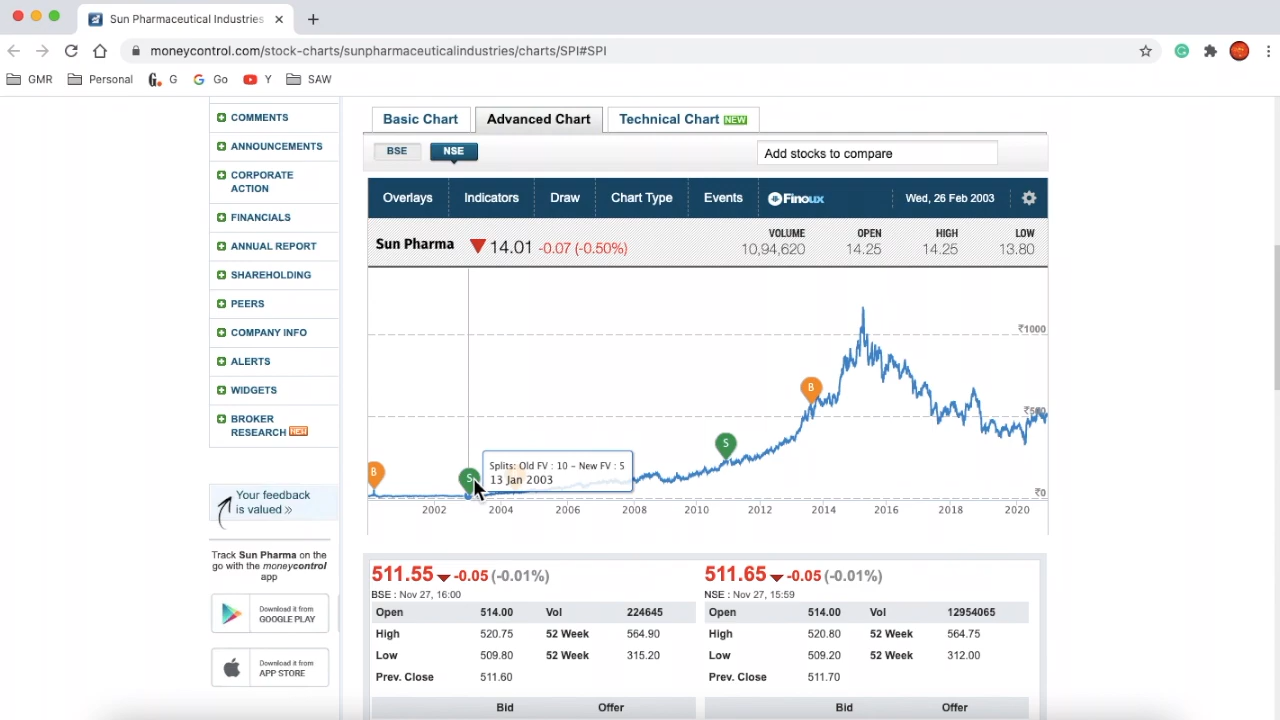 Sun Pharmaceutical Industries
moneycontrol.com/stock-charts/sunpharmaceuticalindustries/charts/SPI#SPI
GMR Personal G Go Y SAW
COMMENTS
ANNOUNCEMENTS
CORPORATE
ACTION
FINANCIALS
ANNUAL REPORT
SHAREHOLDING
PEERS
COMPANY INFO
ALERTS
WIDGETS
BROKER
RESEARCH NEW
Your feedback
is valued »
Track Sun Pharma on the
go with the moneycontrol
app
Download it from
GOOGLE PLAY
Download it from
APP STORE
Basic Chart Advanced Chart Technical Chart NEW
BSE NSE Add stocks to compare
Overlays Indicators Draw Chart Type Events Finoux Wed, 26 Feb 2003
VOLUME OPEN HIGH LOW
Sun Pharma 14.01 -0.07 (-0.50%) 10,94,620 14.25 14.25 13.80
₹1000
B
₹500
S
B S
Splits: Old FV : 10 - New FV : 5
13 Jan 2003
₹0
2002 2004 2006 2008 2010 2012 2014 2016 2018 2020
511.55 -0.05 (-0.01%)
BSE : Nov 27, 16:00
Open 514.00 Vol 224645
High 520.75 52 Week 564.90
Low 509.80 52 Week 315.20
Prev. Close 511.60
Bid Offer
511.65 -0.05 (-0.01%)
NSE : Nov 27, 15:59
Open 514.00 Vol 12954065
High 520.80 52 Week 564.75
Low 509.20 52 Week 312.00
Prev. Close 511.70
Bid Offer